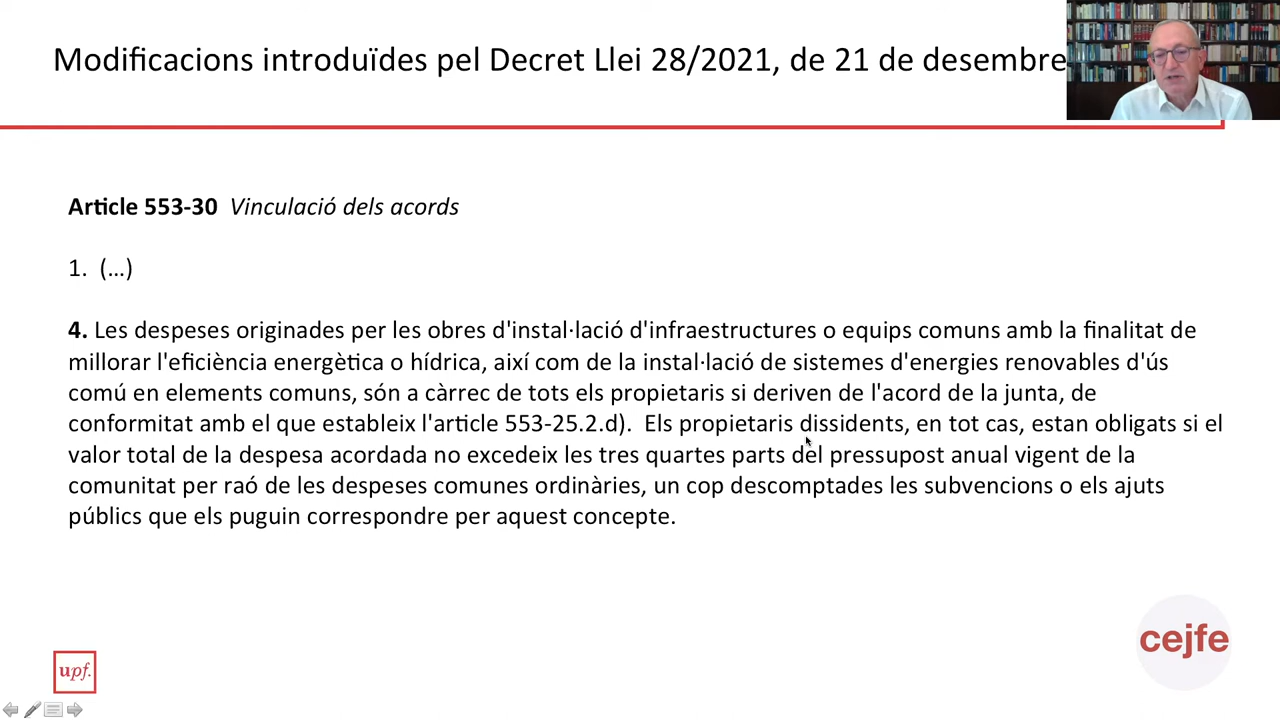 Modificacions introduïdes pel Decret Llei 28/2021, de 21 de desembre
Article 553-30 Vinculació dels acords
1. (...)
4. Les despeses originades per les obres d'instal·lació d'infraestructures o equips comuns amb la finalitat de
millorar l'eficiència energètica o hídrica, així com de la instal·lació de sistemes d'energies renovables d'ús
comú en elements comuns, són a càrrec de tots els propietaris si deriven de l'acord de la junta, de
conformitat amb el que estableix l'article 553-25.2.d). Els propietaris dissidents, en tot cas, estan obligats si el
valor total de la despesa acordada no excedeix les tres quartes parts del pressupost anual vigent de la
comunitat per raó de les despeses comunes ordinàries, un cop descomptades les subvencions o els ajuts
públics que els puguin correspondre per aquest concepte.
cejfe
upf.